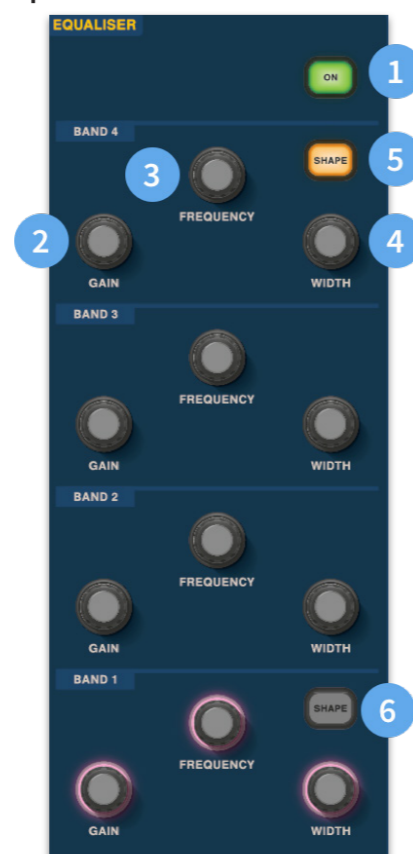 EQUALISER
ON
1
BAND 4
SHAPE
5
3
FREQUENCY
2
4
GAIN
WIDTH
BAND 3
FREQUENCY
GAIN
WIDTH
BAND 2
FREQUENCY
GAIN
WIDTH
BAND 1
SHAPE
6
FREQUENCY
GAIN
WIDTH